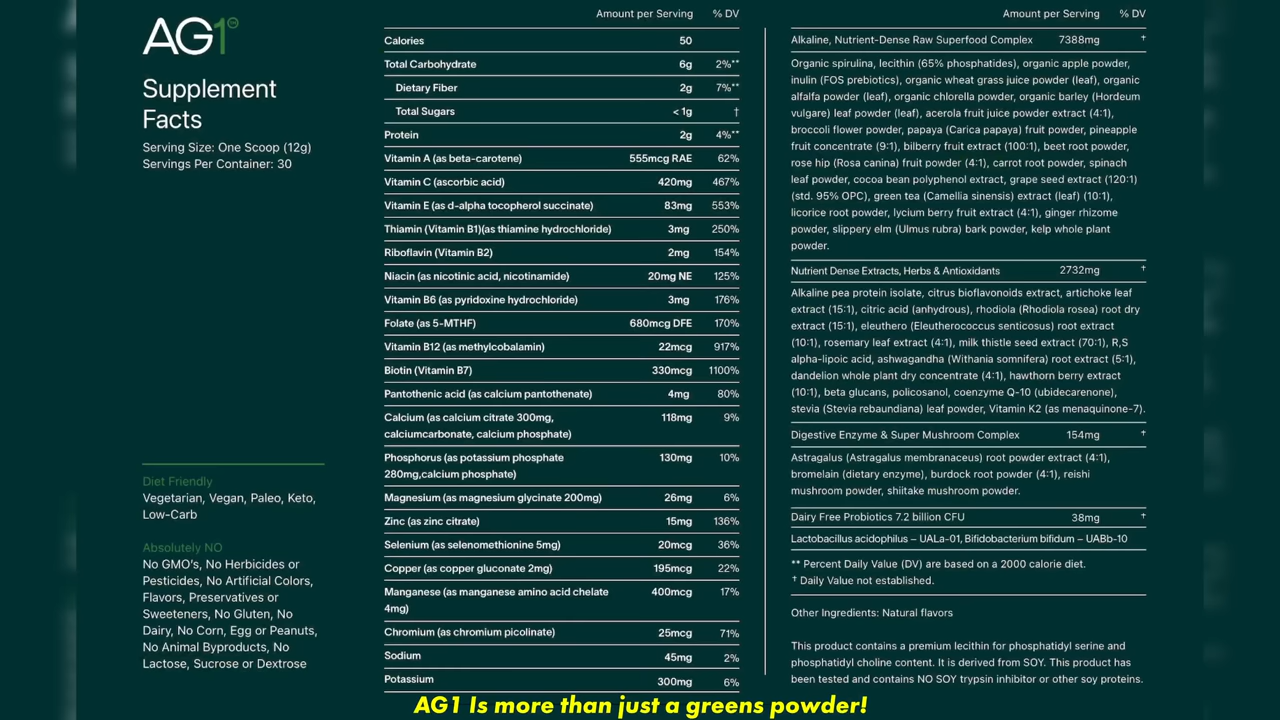 AG1
Supplement
Facts
Serving Size: One Scoop (12g)
Servings Per Container: 30
Diet Friendly
Vegetarian, Vegan, Paleo, Keto,
Low-Carb
Absolutely NO
No GMO's, No Herbicides or
Pesticides, No Artificial Colors,
Flavors, Preservatives or
Sweeteners, No Gluten, No
Dairy, No Corn, Egg or Peanuts,
No Animal Byproducts, No
Lactose, Sucrose or Dextrose
Amount per Serving % DV
Calories 50
Total Carbohydrate 6g 2%**
Dietary Fiber 2g 7%**
Total Sugars < 1g †
Protein 2g 4%**
Vitamin A (as beta-carotene) 555mcg RAE 62%
Vitamin C (ascorbic acid) 420mg 467%
Vitamin E (as d-alpha tocopherol succinate) 83mg 553%
Thiamin (Vitamin B1)(as thiamine hydrochloride) 3mg 250%
Riboflavin (Vitamin B2) 2mg 154%
Niacin (as nicotinic acid, nicotinamide) 20mg NE 125%
Vitamin B6 (as pyridoxine hydrochloride) 3mg 176%
Folate (as 5-MTHF) 680mcg DFE 170%
Vitamin B12 (as methylcobalamin) 22mcg 917%
Biotin (Vitamin B7) 330mcg 1100%
Pantothenic acid (as calcium pantothenate) 4mg 80%
Calcium (as calcium citrate 300mg, 118mg 9%
calciumcarbonate, calcium phosphate)
Phosphorus (as potassium phosphate 130mg 10%
280mg,calcium phosphate)
Magnesium (as magnesium glycinate 200mg) 26mg 6%
Zinc (as zinc citrate) 15mg 136%
Selenium (as selenomethionine 5mg) 20mcg 36%
Copper (as copper gluconate 2mg) 195mcg 22%
Manganese (as manganese amino acid chelate 400mcg 17%
4mg)
Chromium (as chromium picolinate) 25mcg 71%
Sodium 45mg 2%
Potassium 300mg 6%
Amount per Serving % DV
Alkaline, Nutrient-Dense Raw Superfood Complex 7388mg †
Organic spirulina, lecithin (65% phosphatides), organic apple powder,
inulin (FOS prebiotics), organic wheat grass juice powder (leaf), organic
alfalfa powder (leaf), organic chlorella powder, organic barley (Hordeum
vulgare) leaf powder (leaf), acerola fruit juice powder extract (4:1),
broccoli flower powder, papaya (Carica papaya) fruit powder, pineapple
fruit concentrate (9:1), bilberry fruit extract (100:1), beet root powder,
rose hip (Rosa canina) fruit powder (4:1), carrot root powder, spinach
leaf powder, cocoa bean polyphenol extract, grape seed extract (120:1)
(std. 95% OPC), green tea (Camellia sinensis) extract (leaf) (10:1),
licorice root powder, lycium berry fruit extract (4:1), ginger rhizome
powder, slippery elm (Ulmus rubra) bark powder, kelp whole plant
powder.
Nutrient Dense Extracts, Herbs & Antioxidants 2732mg †
Alkaline pea protein isolate, citrus bioflavonoids extract, artichoke leaf
extract (15:1), citric acid (anhydrous), rhodiola (Rhodiola rosea) root dry
extract (15:1), eleuthero (Eleutherococcus senticosus) root extract
(10:1), rosemary leaf extract (4:1), milk thistle seed extract (70:1), R,S
alpha-lipoic acid, ashwagandha (Withania somnifera) root extract (5:1),
dandelion whole plant dry concentrate (4:1), hawthorn berry extract
(10:1), beta glucans, policosanol, coenzyme Q-10 (ubidecarenone),
stevia (Stevia rebaundiana) leaf powder, Vitamin K2 (as menaquinone-7).
Digestive Enzyme & Super Mushroom Complex 154mg †
Astragalus (Astragalus membranaceus) root powder extract (4:1),
bromelain (dietary enzyme), burdock root powder (4:1), reishi
mushroom powder, shiitake mushroom powder.
Dairy Free Probiotics 7.2 billion CFU 38mg †
Lactobacillus acidophilus – UALa-01, Bifidobacterium bifidum – UABb-10
** Percent Daily Value (DV) are based on a 2000 calorie diet.
† Daily Value not established.
Other Ingredients: Natural flavors
This product contains a premium lecithin for phosphatidyl serine and
phosphatidyl choline content. It is derived from SOY. This product has
been tested and contains NO SOY trypsin inhibitor or other soy proteins.
AG1 Is more than just a greens powder!